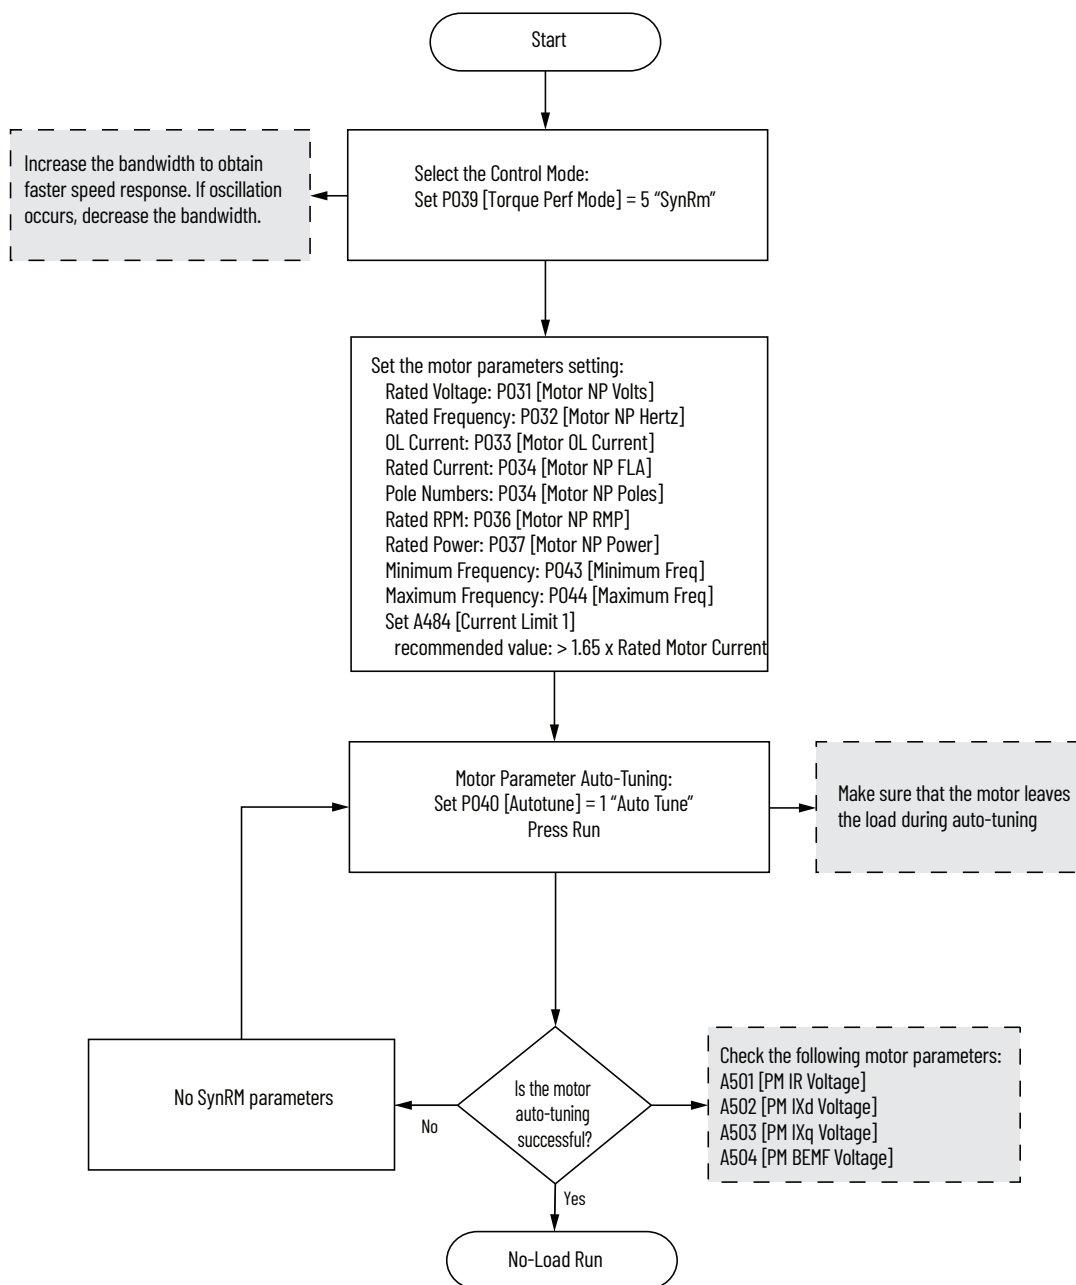 Start
Increase the bandwidth to obtain
faster speed response. If oscillation
occurs, decrease the bandwidth.
Select the Control Mode:
Set P039 [Torque Perf Mode] = 5 “SynRm”
Set the motor parameters setting:
Rated Voltage: P031 [Motor NP Volts]
Rated Frequency: P032 [Motor NP Hertz]
OL Current: P033 [Motor OL Current]
Rated Current: P034 [Motor NP FLA]
Pole Numbers: P034 [Motor NP Poles]
Rated RPM: P036 [Motor NP RMP]
Rated Power: P037 [Motor NP Power]
Minimum Frequency: P043 [Minimum Freq]
Maximum Frequency: P044 [Maximum Freq]
Set A484 [Current Limit 1]
recommended value: > 1.65 x Rated Motor Current
Motor Parameter Auto-Tuning:
Set P040 [Autotune] = 1 “Auto Tune”
Press Run
Make sure that the motor leaves
the load during auto-tuning
No SynRM parameters
No
Is the motor
auto-tuning
successful?
Check the following motor parameters:
A501 [PM IR Voltage]
A502 [PM IXd Voltage]
A503 [PM IXq Voltage]
A504 [PM BEMF Voltage]
Yes
No-Load Run